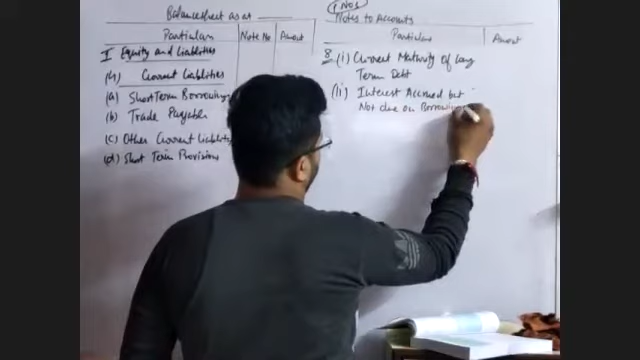 Balance Sheet as at
Particulars Note No Amount
I Equity and Liabilities
(4) Current Liabilities
(a) Short Term Borrowings
(b) Trade Payable
(c) Other Current Liability
(d) Short Term Provisions
Notes to Accounts
Particulars Amount
8 (i) Current Maturity of Long
Term Debt
(ii) Interest Accrued but
Not due on Borrowing